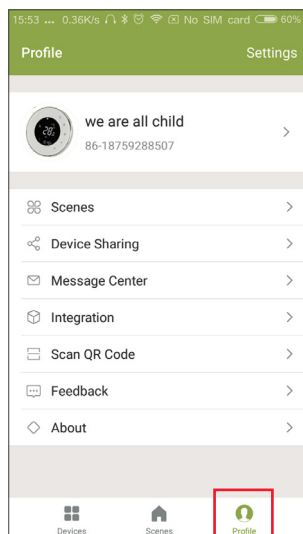 15:53 ... 0.36K/s No SIM card 60%
Profile Settings
we are all child
86-18759288507
Scenes
Device Sharing
Message Center
Integration
Scan QR Code
Feedback
About
Devices Scenes Profile